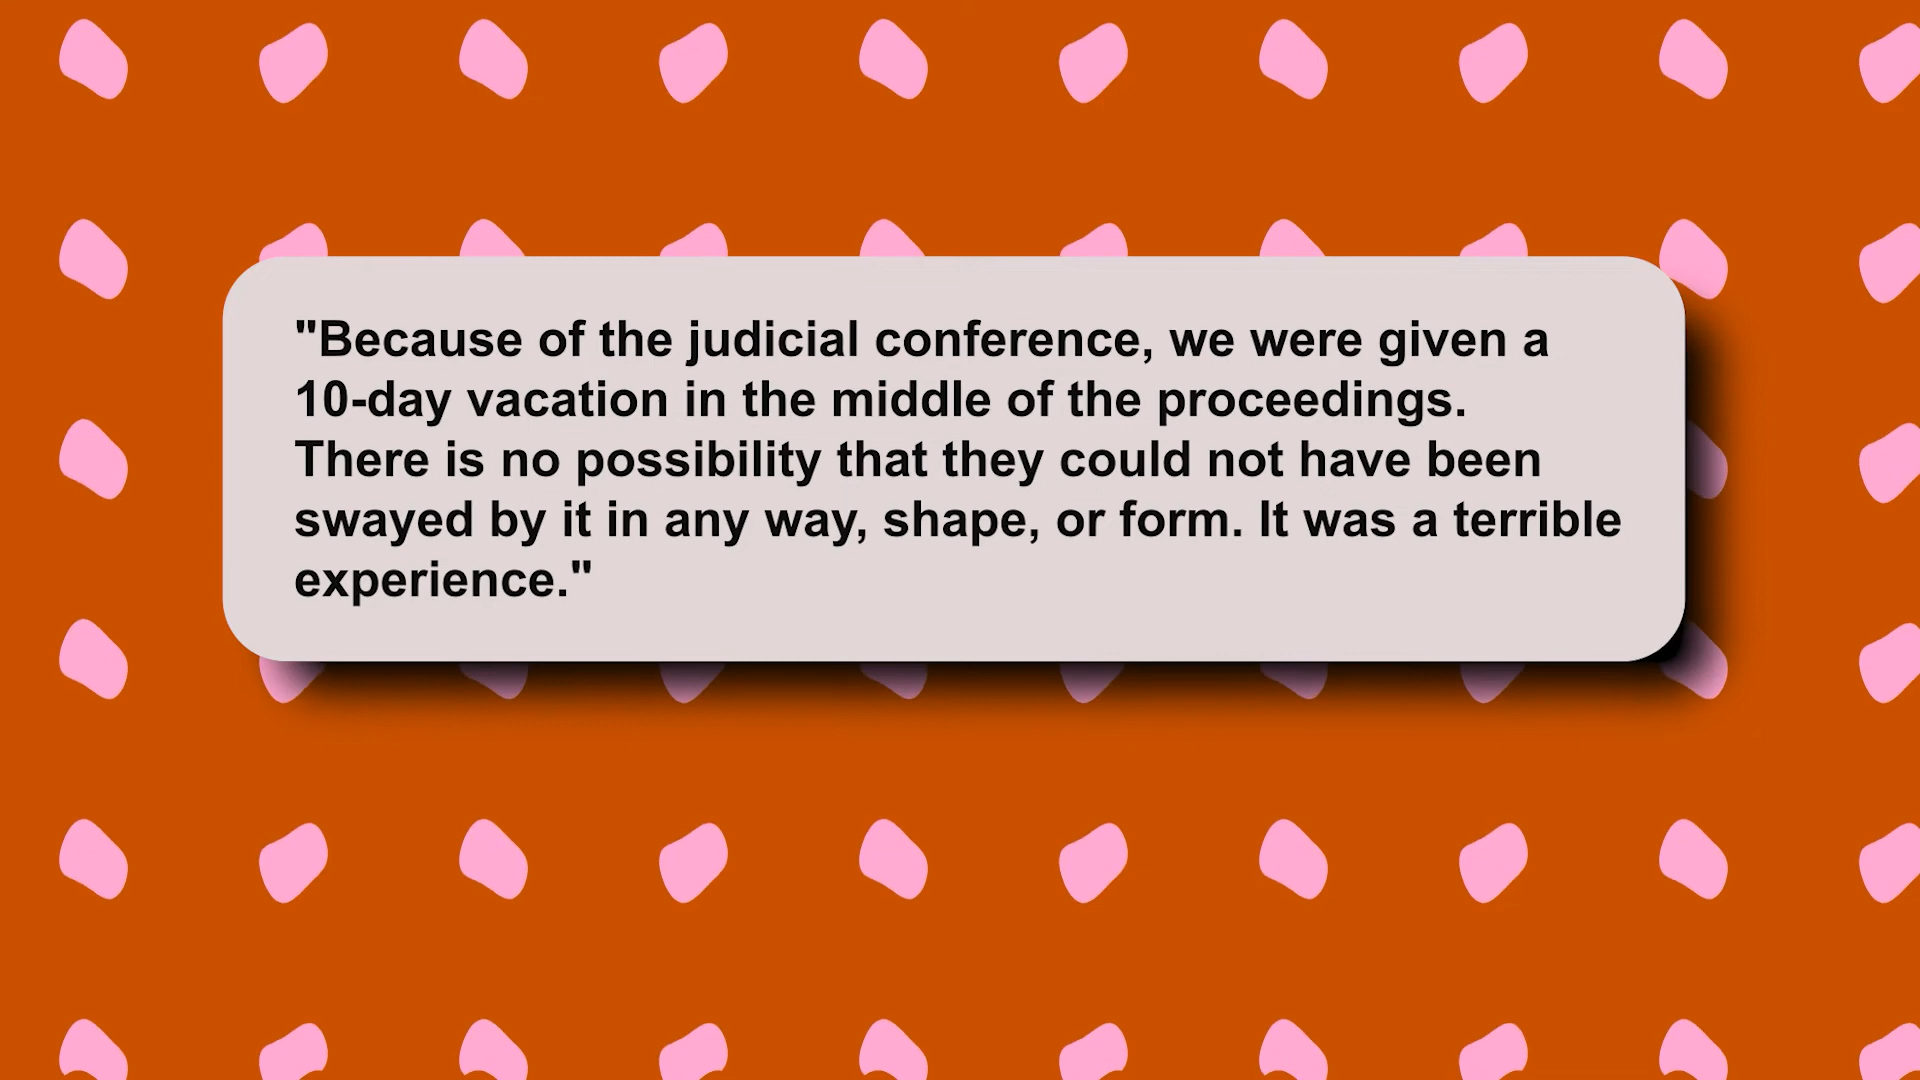 "Because of the judicial conference, we were given a
10-day vacation in the middle of the proceedings.
There is no possibility that they could not have been
swayed by it in any way, shape, or form. It was a terrible
experience."